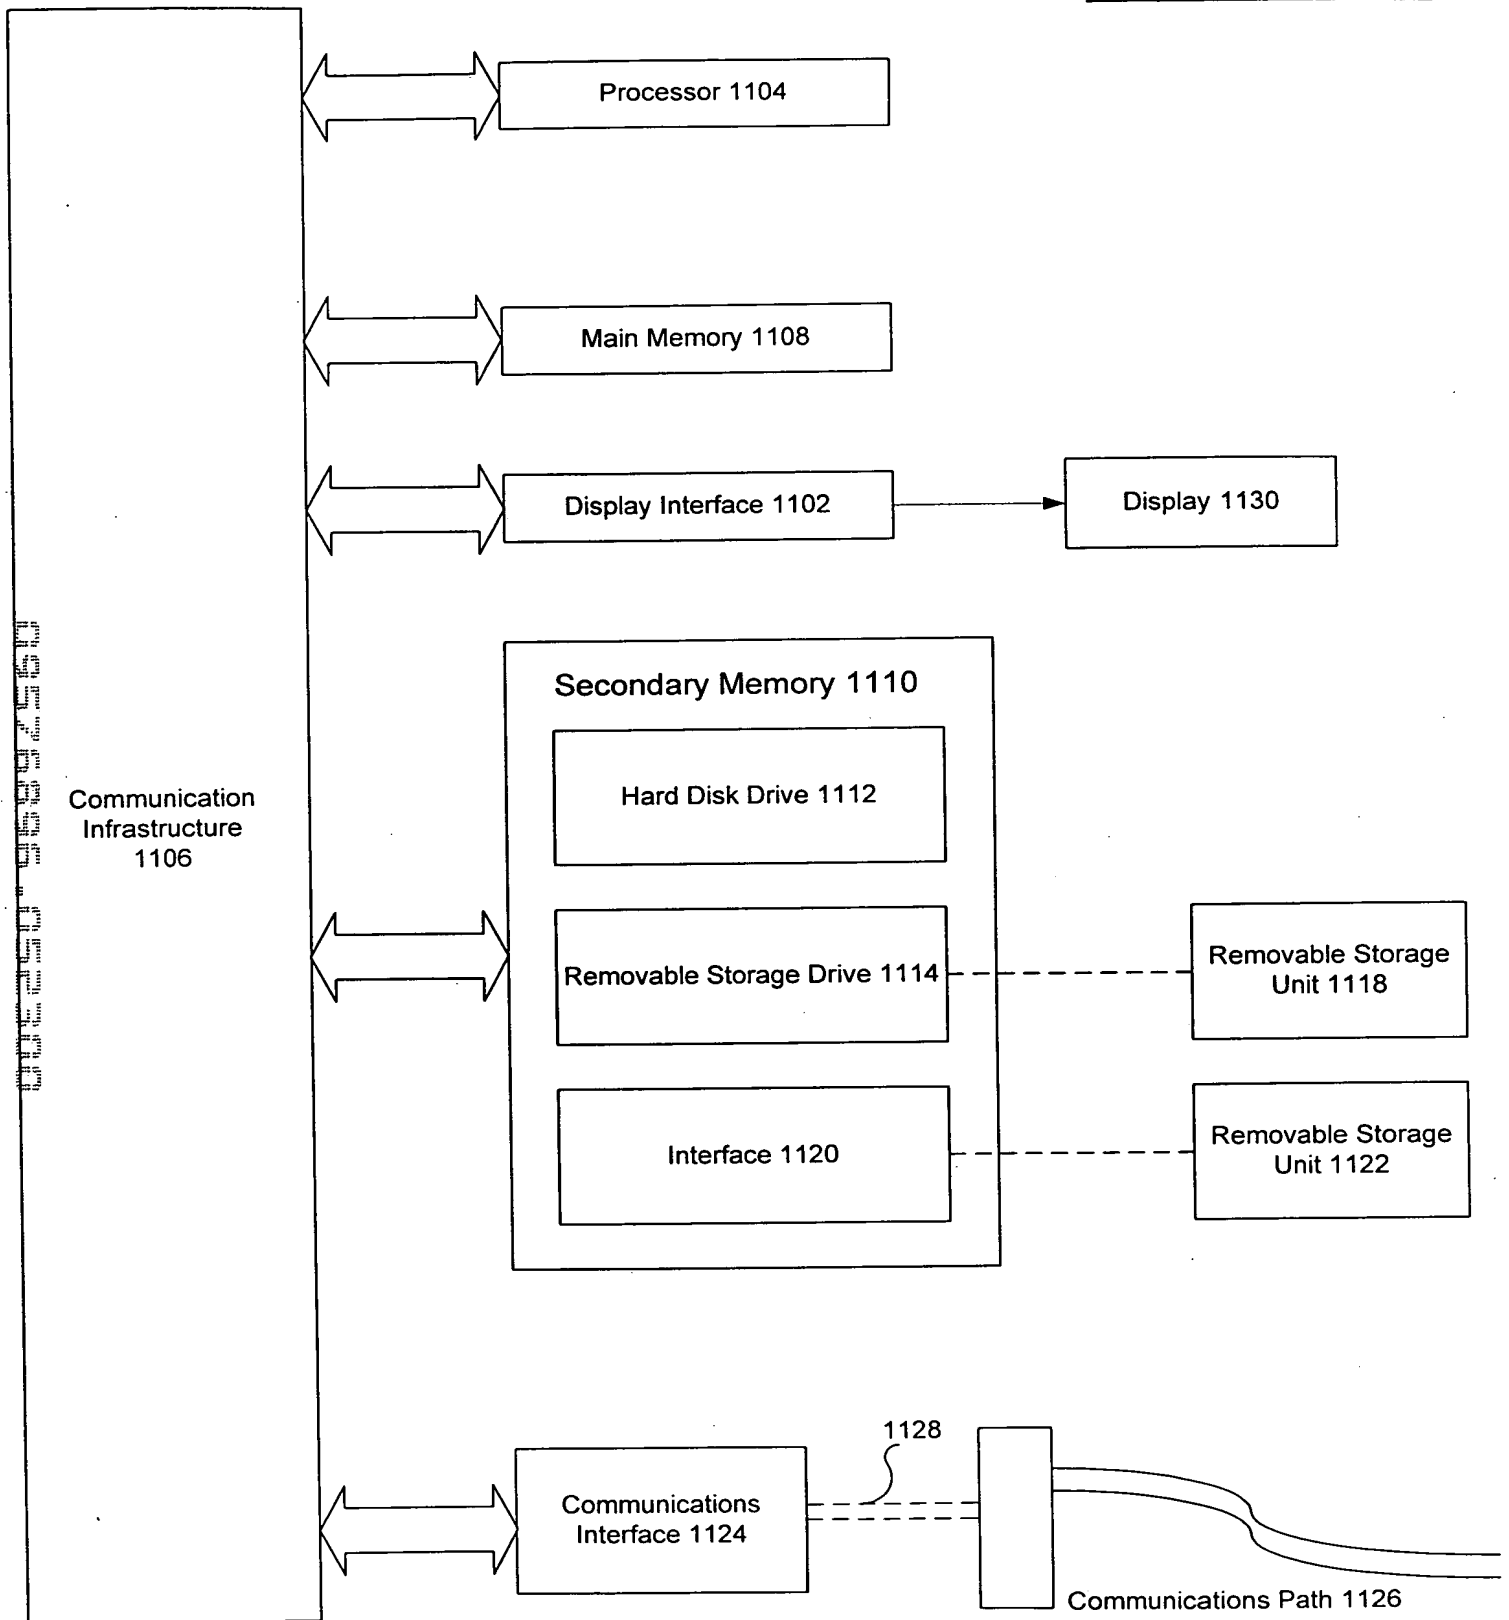 Processor 1104
Main Memory 1108
Display Interface 1102
Display 1130
Secondary Memory 1110
Hard Disk Drive 1112
Communication
Infrastructure
1106
Removable Storage Drive 1114
Removable Storage
Unit 1118
Interface 1120
Removable Storage
Unit 1122
1128
Communications
Interface 1124
Communications Path 1126